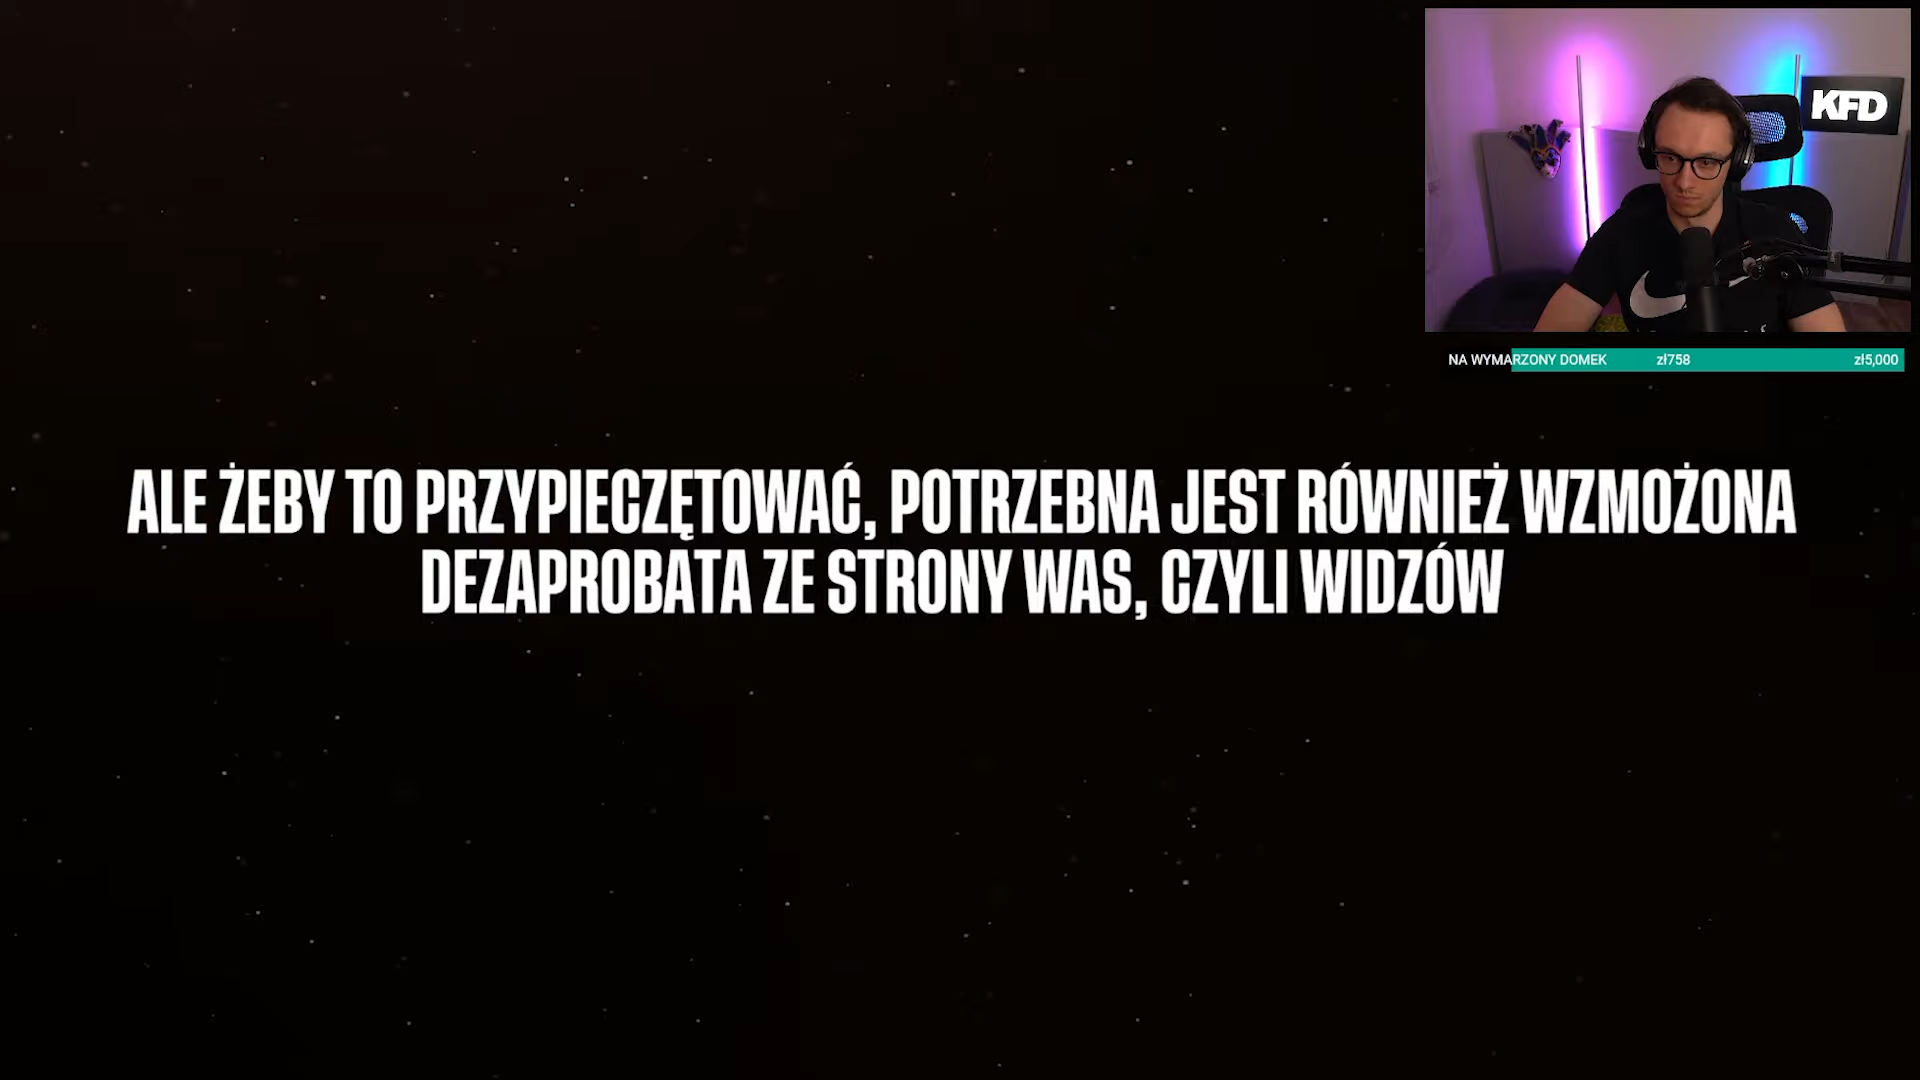 KFD
NA WYMARZONY DOMEK zł758 zł5,000
ALE ŻEBY TO PRZYPIECZĘTOWAĆ, POTRZEBNA JEST RÓWNIEŻ WZMOŻONA
DEZAPROBATA ZE STRONY WAS, CZYLI WIDZÓW